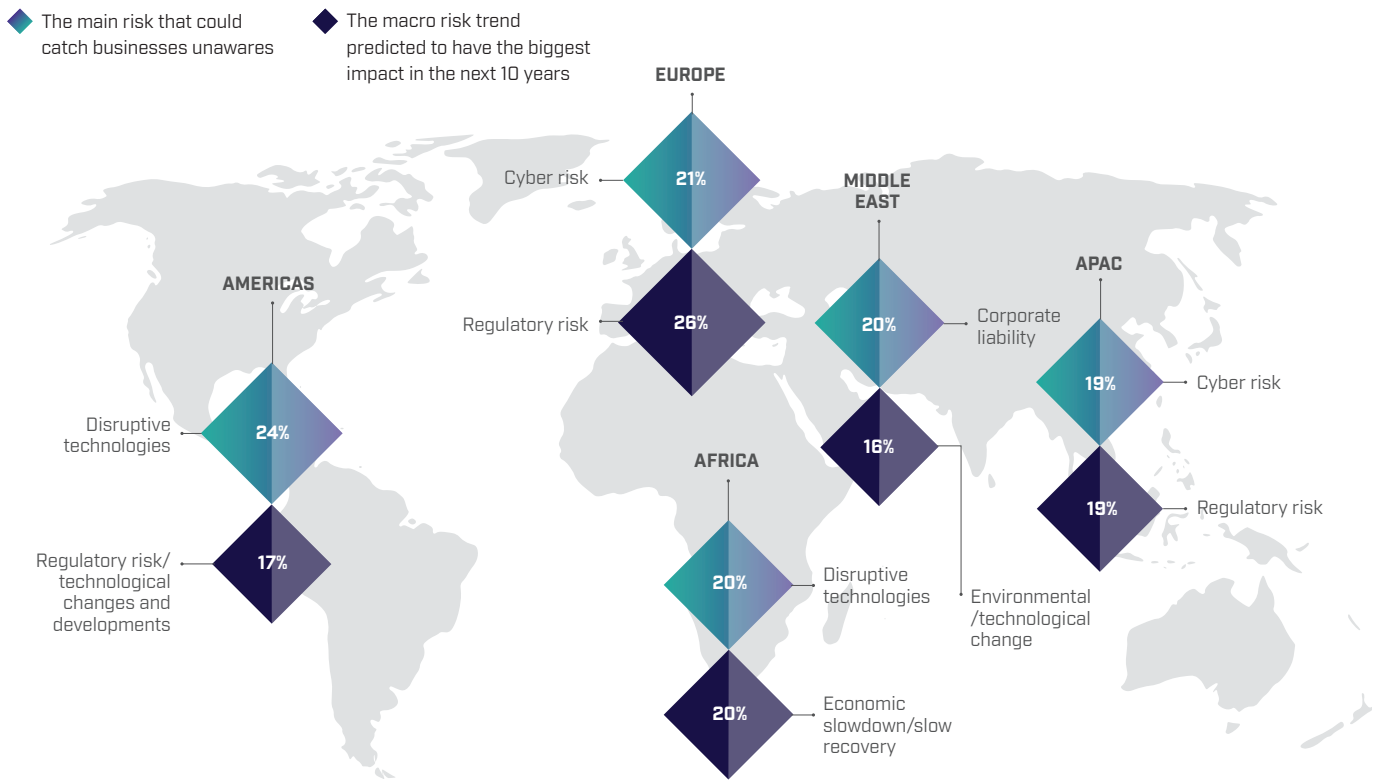 The main risk that could
catch businesses unawares
The macro risk trend
predicted to have the biggest
impact in the next 10 years
EUROPE
Cyber risk
21%
Regulatory risk
26%
MIDDLE
EAST
20%
Corporate
liability
16%
Environmental
/technological
change
APAC
19%
Cyber risk
19%
Regulatory risk
AMERICAS
Disruptive
technologies
24%
Regulatory risk/
technological
changes and
developments
17%
AFRICA
20%
Disruptive
technologies
20%
Economic
slowdown/slow
recovery